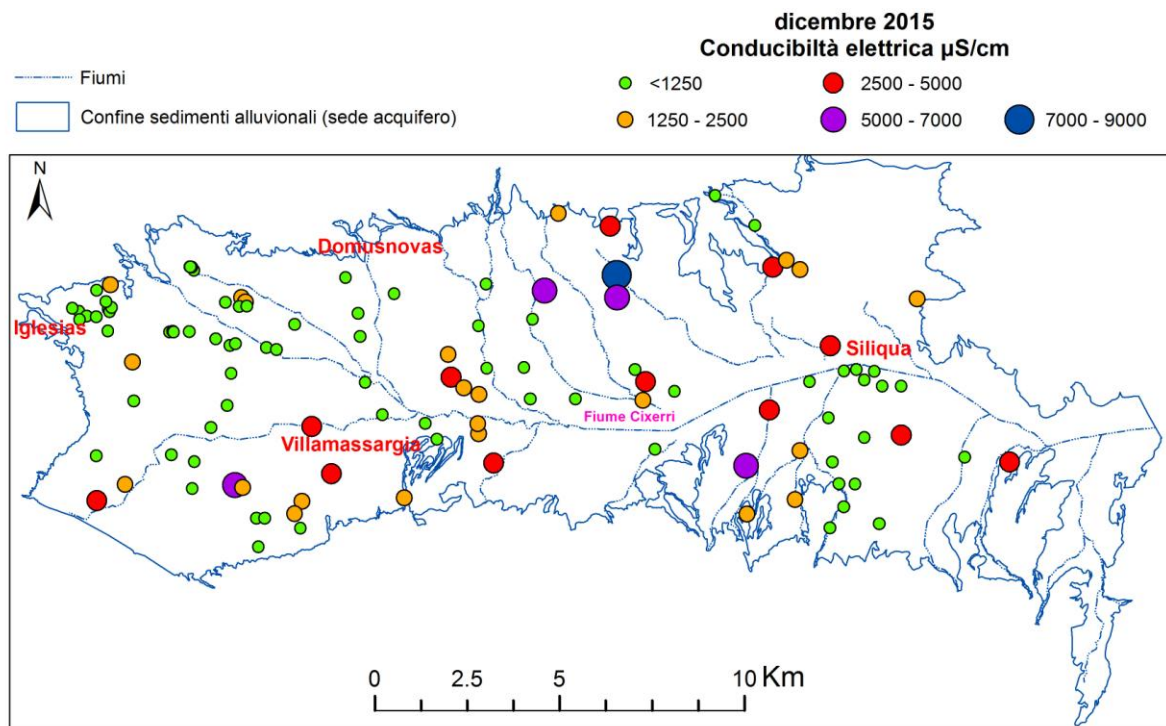 dicembre 2015
Conducibiltà elettrica µS/cm
Fiumi
Confine sedimenti alluvionali (sede acquifero)
<1250
2500 - 5000
1250 - 2500
5000 - 7000
7000 - 9000
N
Domusnovas
Iglesias
Siliqua
Fiume Cixerri
Villamassargia
0 2.5 5 10 Km